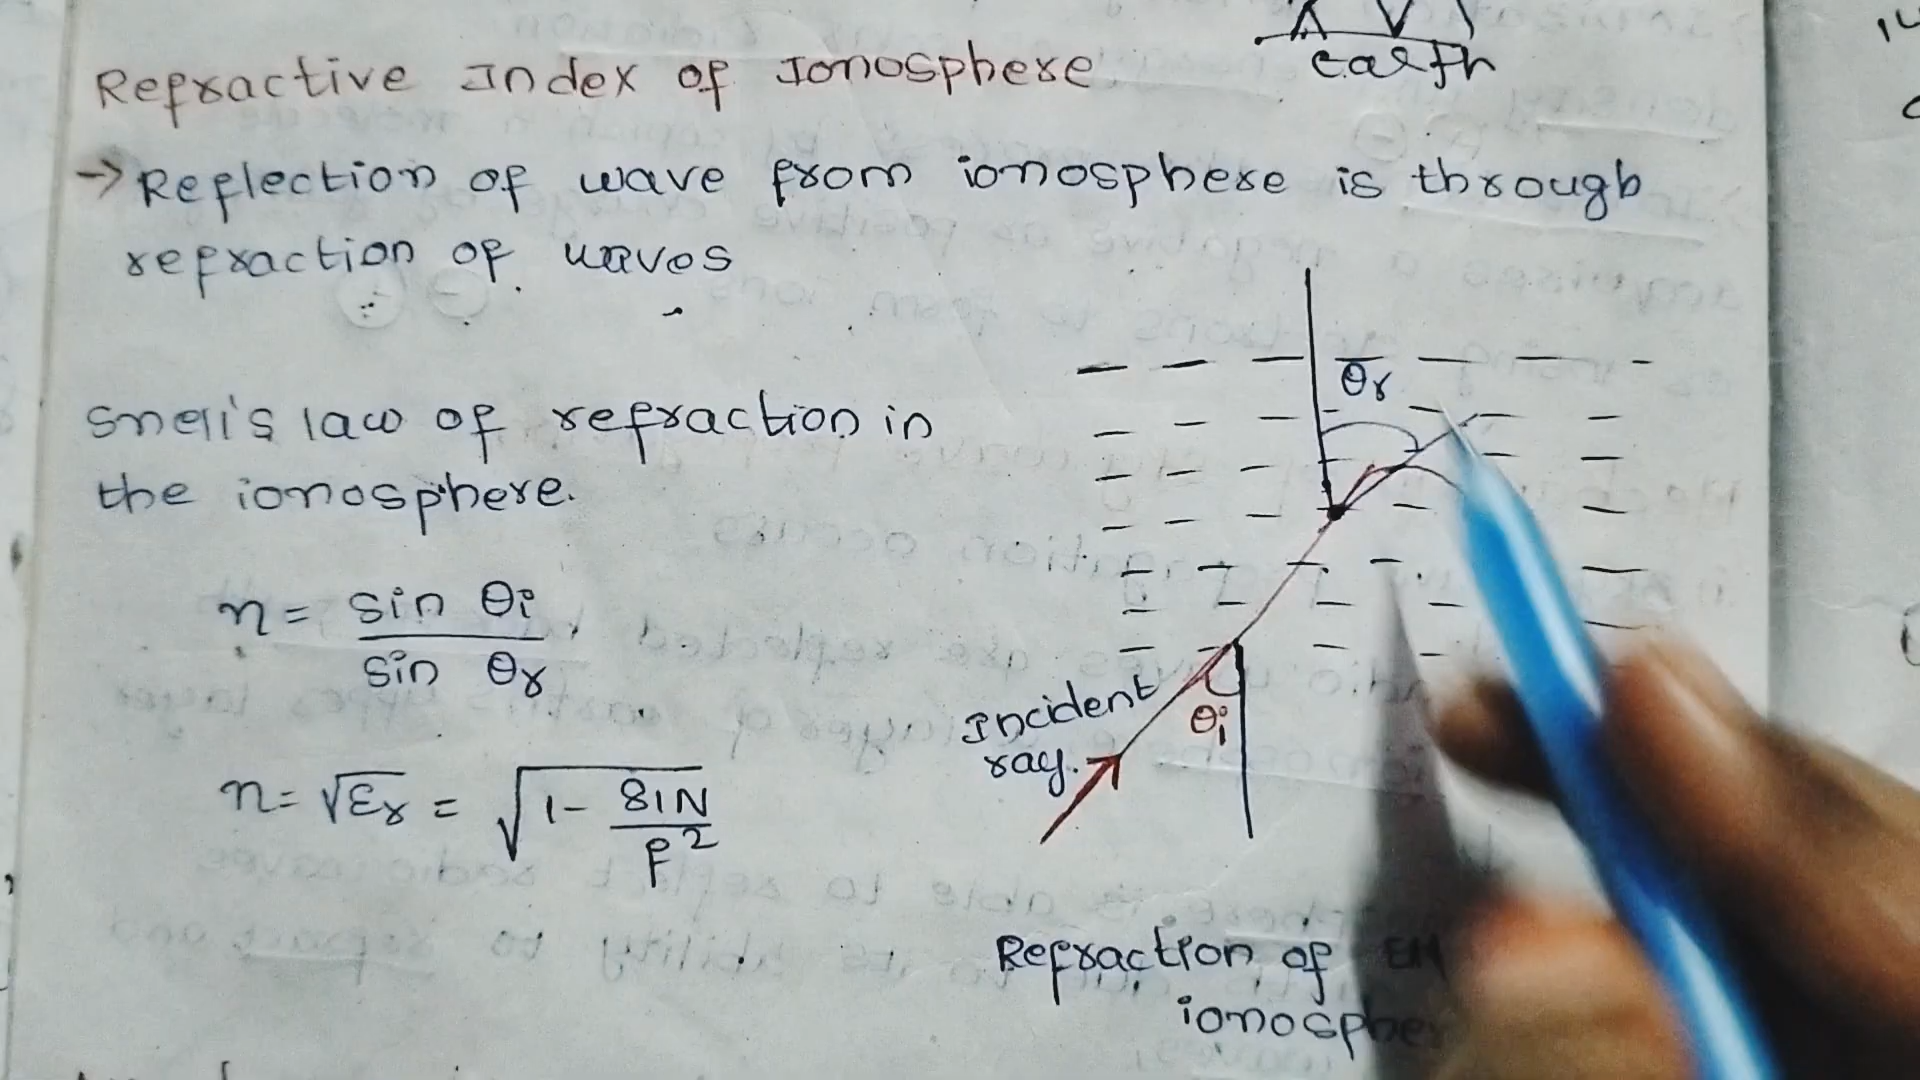 earth
Refractive Index of Ionosphere
→ Reflection of wave from ionosphere is through
refraction of waves
Snell's law of refraction in
the ionosphere.
n = sin θi / sin θr
n = √εr = √(1 - 81N / f²)
θr
Incident
ray.
θi
Refraction of EM
ionospher